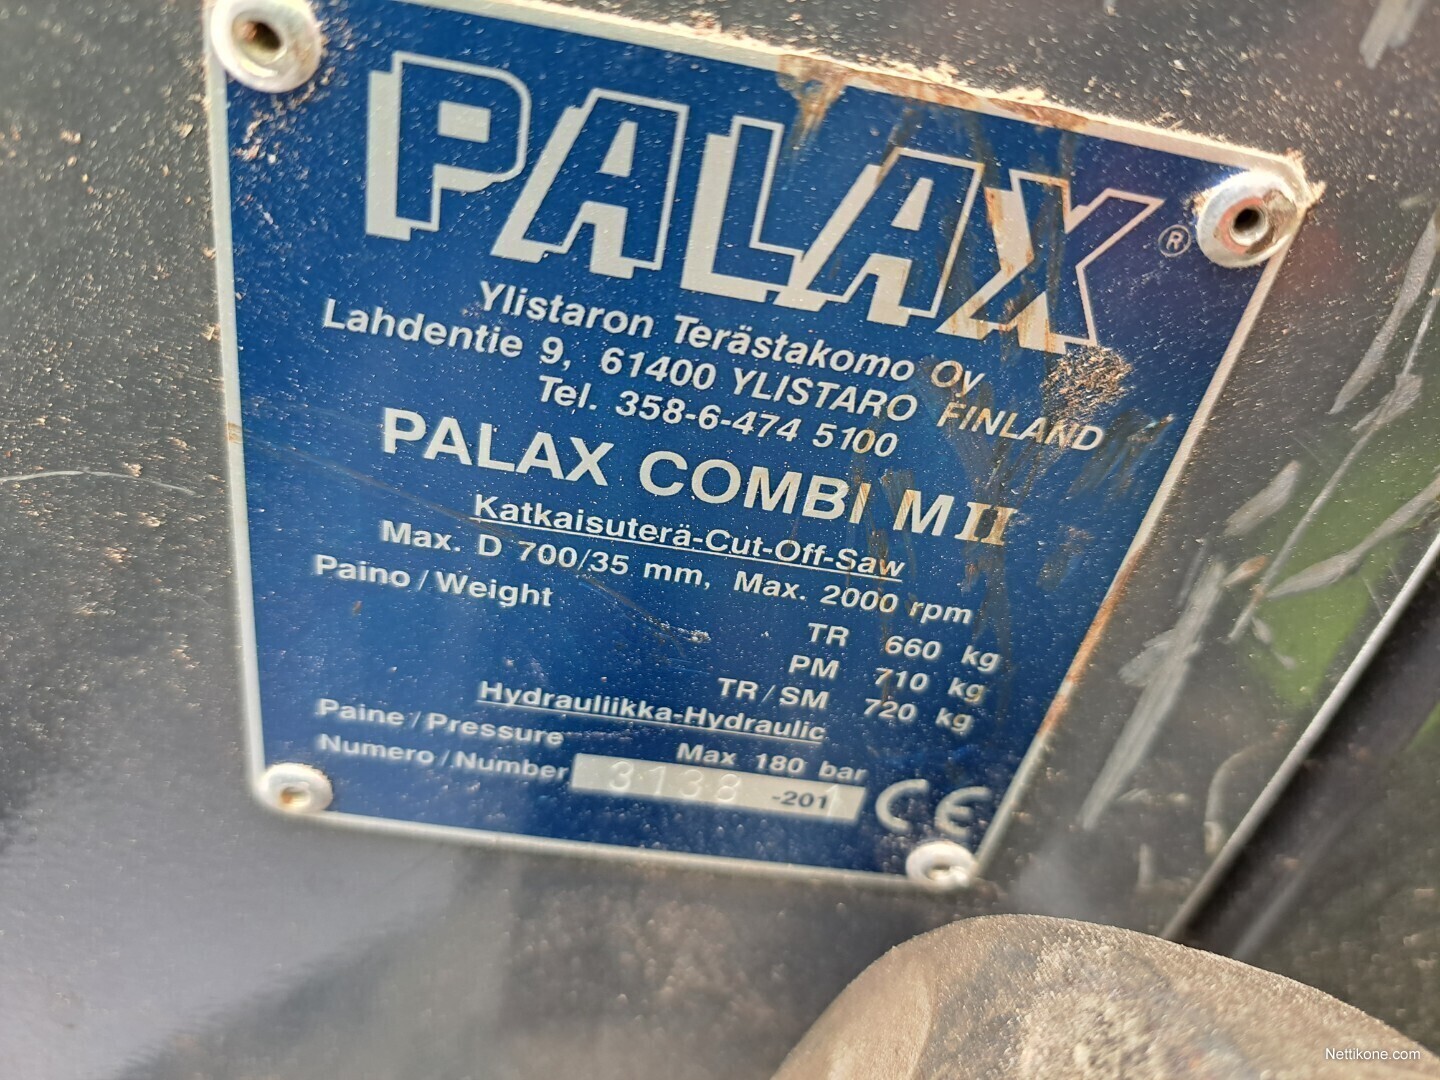 PALAX®
Ylistaron Terästakomo Oy
Lahdentie 9, 61400 YLISTARO FINLAND
Tel. 358-6-474 5100
PALAX COMBI M II
Katkaisuterä-Cut-Off-Saw
Max. D 700/35 mm, Max. 2000 rpm
Paino / Weight
TR 660 kg
PM 710 kg
TR / SM 720 kg
Hydrauliikka-Hydraulic
Paine / Pressure Max 180 bar
Numero / Number 3138 -201 1 CE
Nettikone.com